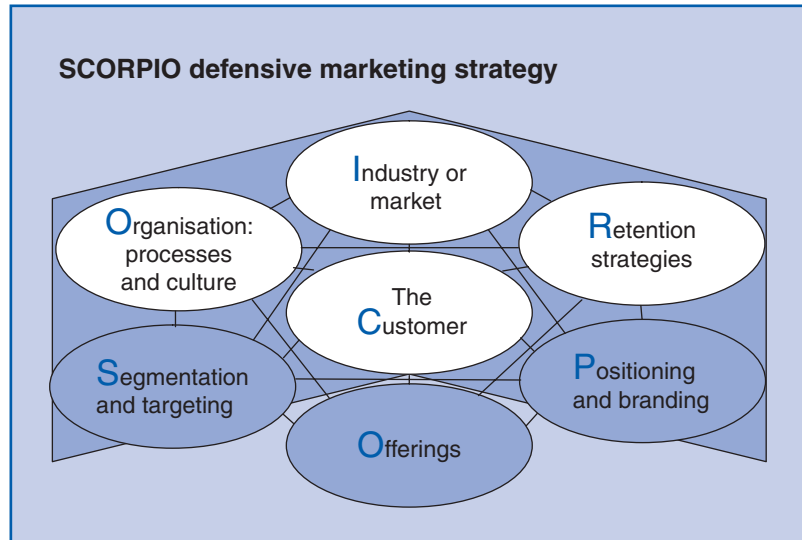 SCORPIO defensive marketing strategy
Industry or
market
Organisation:
processes
and culture
Retention
strategies
The
Customer
Segmentation
and targeting
Positioning
and branding
Offerings